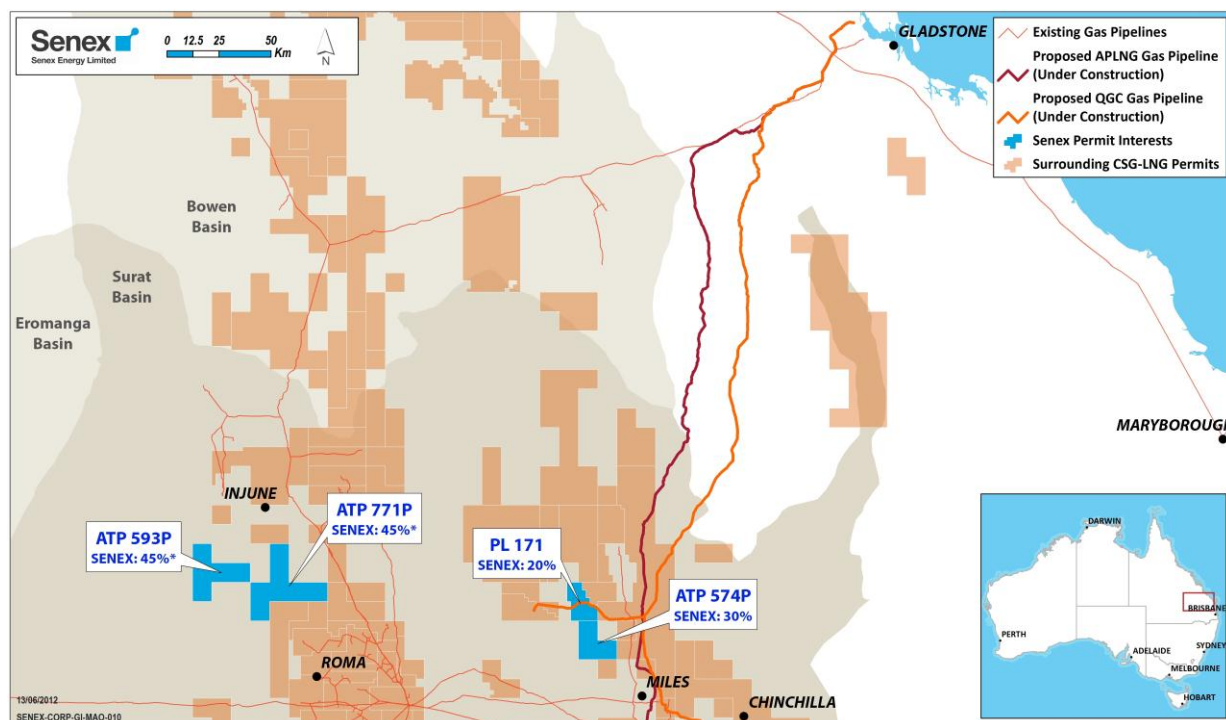 Senex
Senex Energy Limited
0 12.5 25 50
Km
N
GLADSTONE
Existing Gas Pipelines
Proposed APLNG Gas Pipeline
(Under Construction)
Proposed QGC Gas Pipeline
(Under Construction)
Senex Permit Interests
Surrounding CSG-LNG Permits
Bowen
Basin
Surat
Basin
Eromanga
Basin
MARYBOROUGH
INJUNE
ATP 771P
SENEX: 45%*
ATP 593P
SENEX: 45%*
PL 171
SENEX: 20%
ATP 574P
SENEX: 30%
ROMA
MILES
CHINCHILLA
DARWIN
BRISBANE
PERTH
ADELAIDE
SYDNEY
MELBOURNE
HOBART
13/06/2012
SENEX-CORP-GI-MAO-010